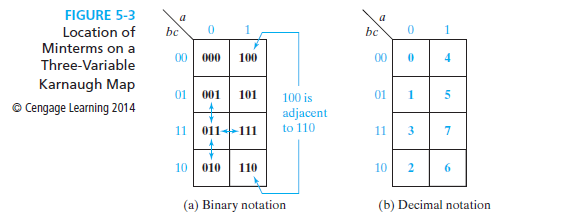 FIGURE 5-3
Location of
Minterms on a
Three-Variable
Karnaugh Map
© Cengage Learning 2014
a
bc 0 1
00 000 100
01 001 101
11 011 111
10 010 110
100 is
adjacent
to 110
(a) Binary notation
a
bc 0 1
00 0 4
01 1 5
11 3 7
10 2 6
(b) Decimal notation